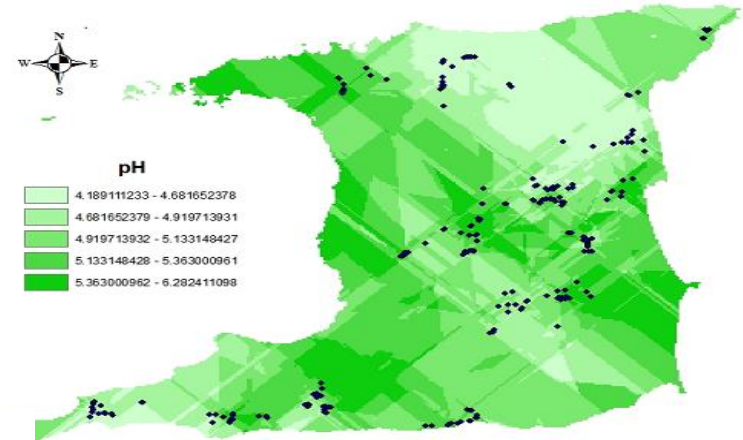 N
W E
S
pH
4.189111233 - 4.681652378
4.681652379 - 4.919713931
4.919713932 - 5.133148427
5.133148428 - 5.363000961
5.363000962 - 6.282411098